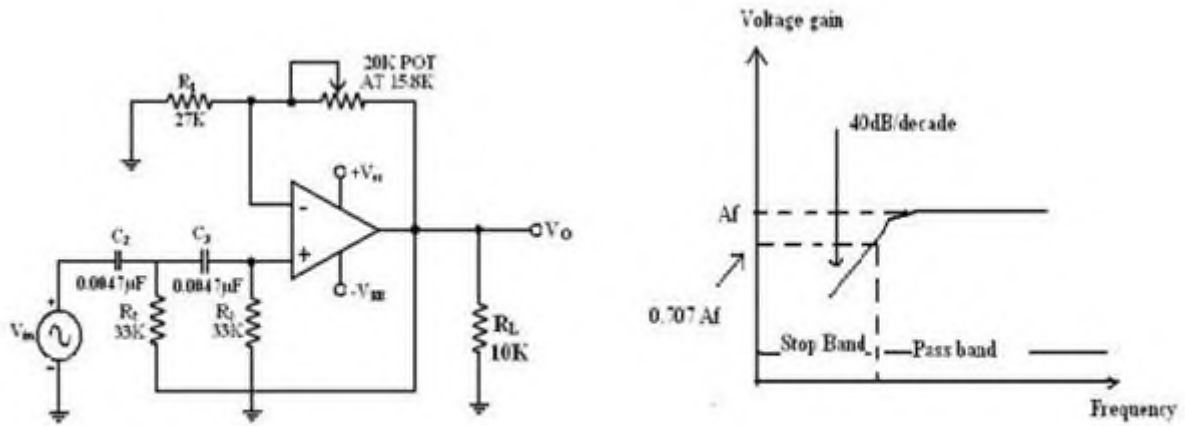 Voltage gain
20K POT
AT 15.8K
R1
27K
40dB/decade
+Vcc
-
Af
VO
C2
C3
+
0.0047µF
0.0047µF
-VEE
+
R2
R3
Vin
33K
33K
RL
0.707 Af
-
10K
Stop Band
Pass band
Frequency